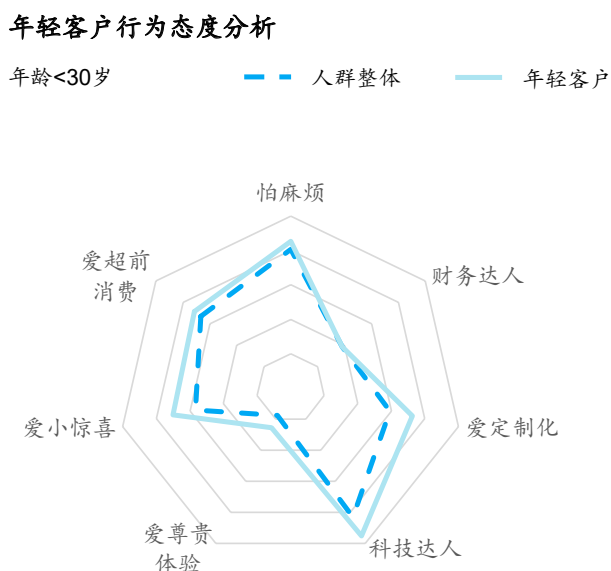 年轻客户行为态度分析
年龄<30岁
人群整体
年轻客户
怕麻烦
爱超前
消费
财务达人
爱小惊喜
爱定制化
爱尊贵
体验
科技达人